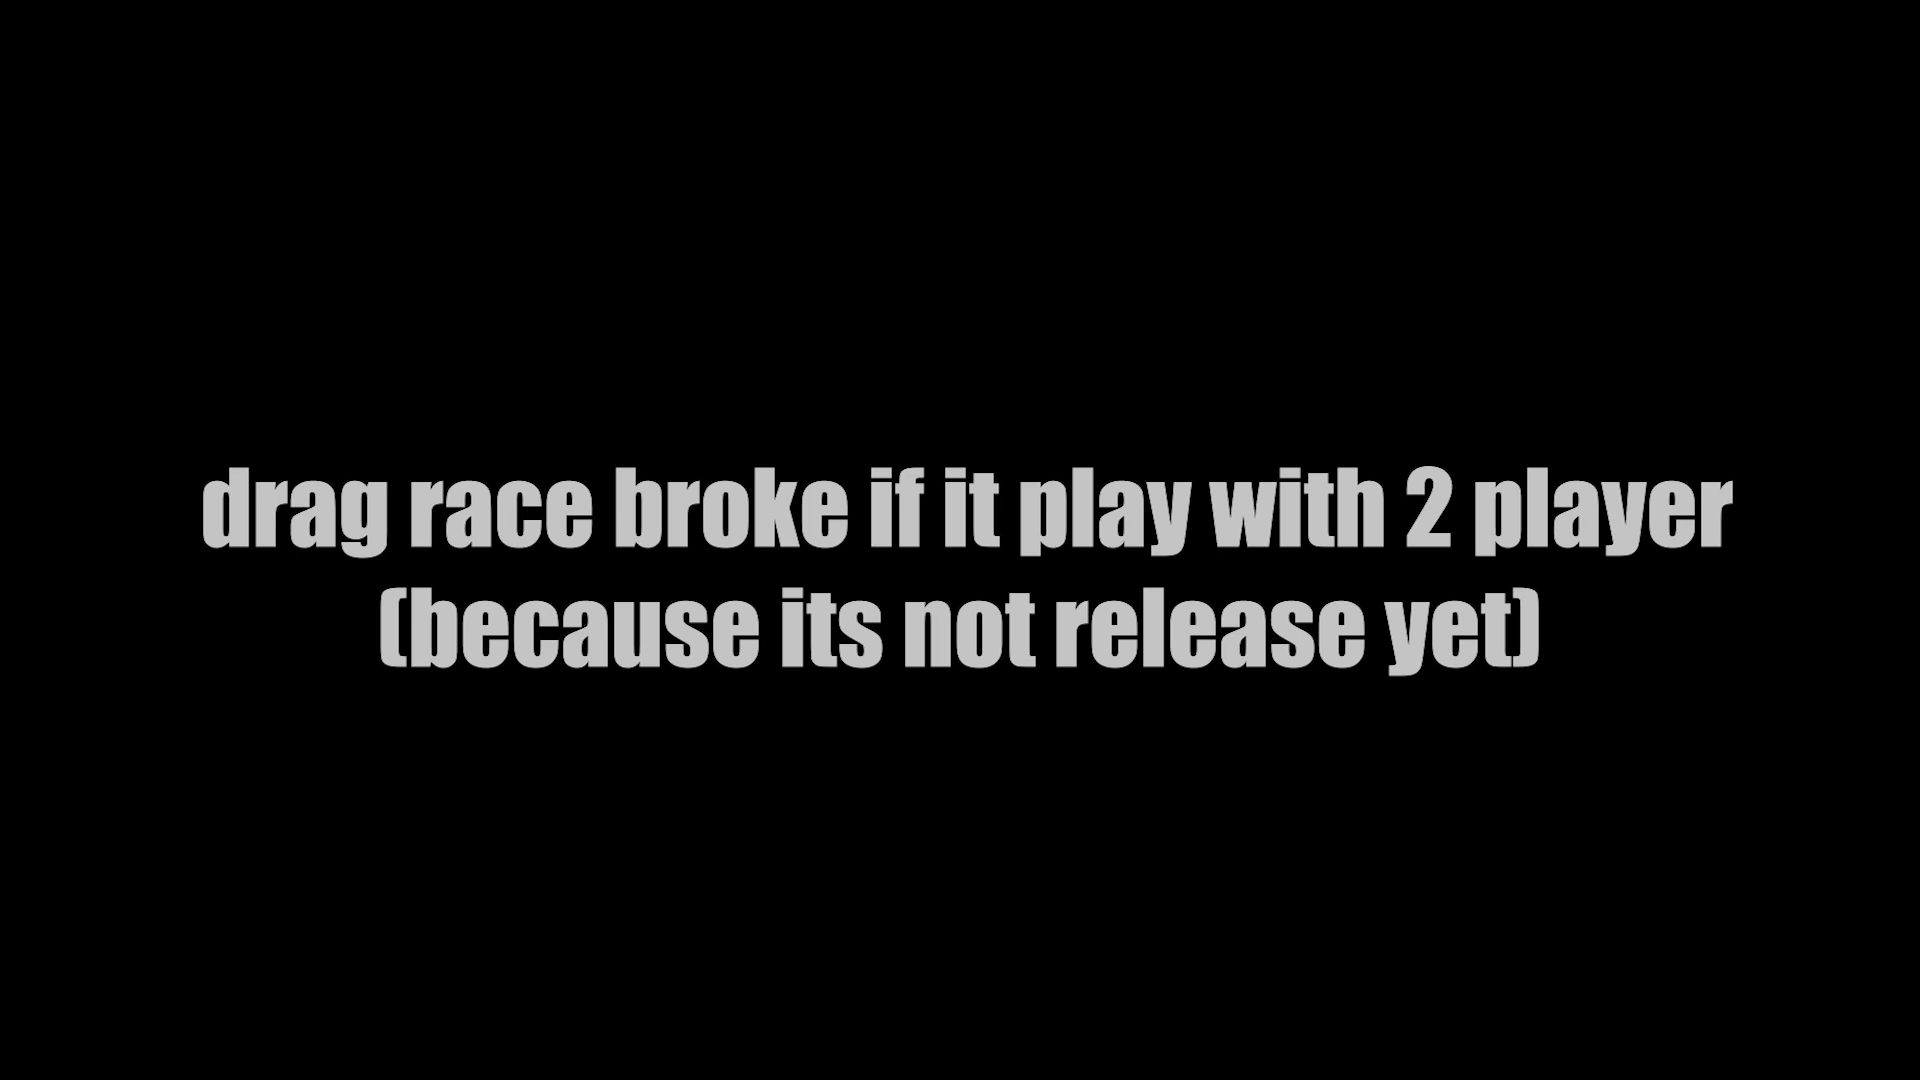 drag race broke if it play with 2 player
(because its not release yet)